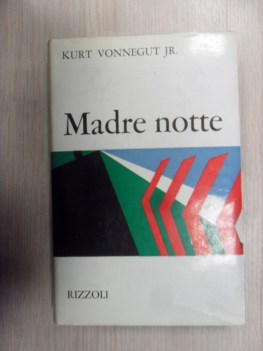 KURT VONNEGUT JR.
Madre notte
RIZZOLI